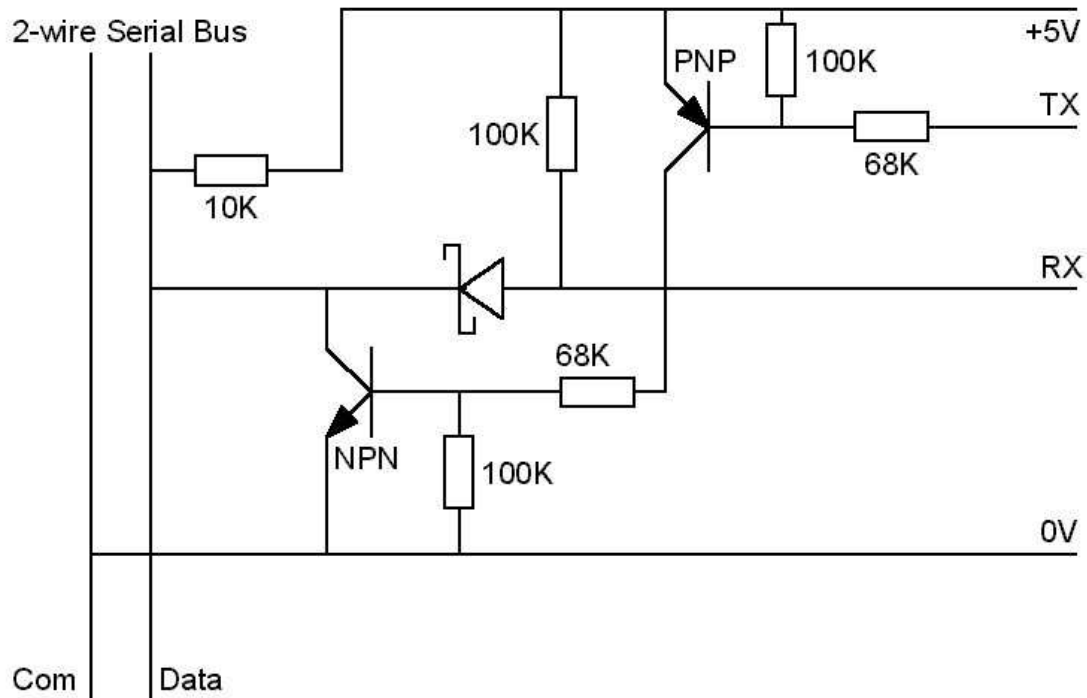 2-wire Serial Bus
+5V
PNP
100K
TX
100K
68K
10K
RX
68K
NPN
100K
0V
Com
Data